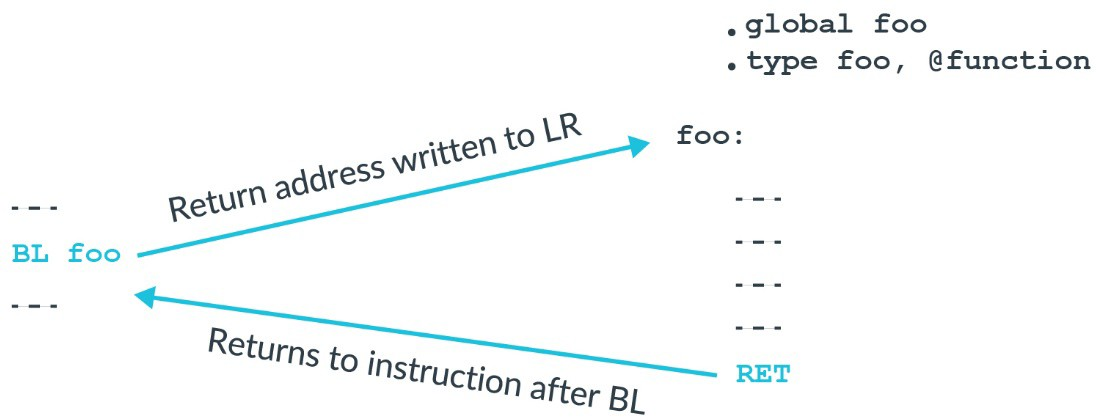 .global foo
.type foo, @function
Return address written to LR
foo:
---
---
BL foo
---
---
---
---
Returns to instruction after BL
RET